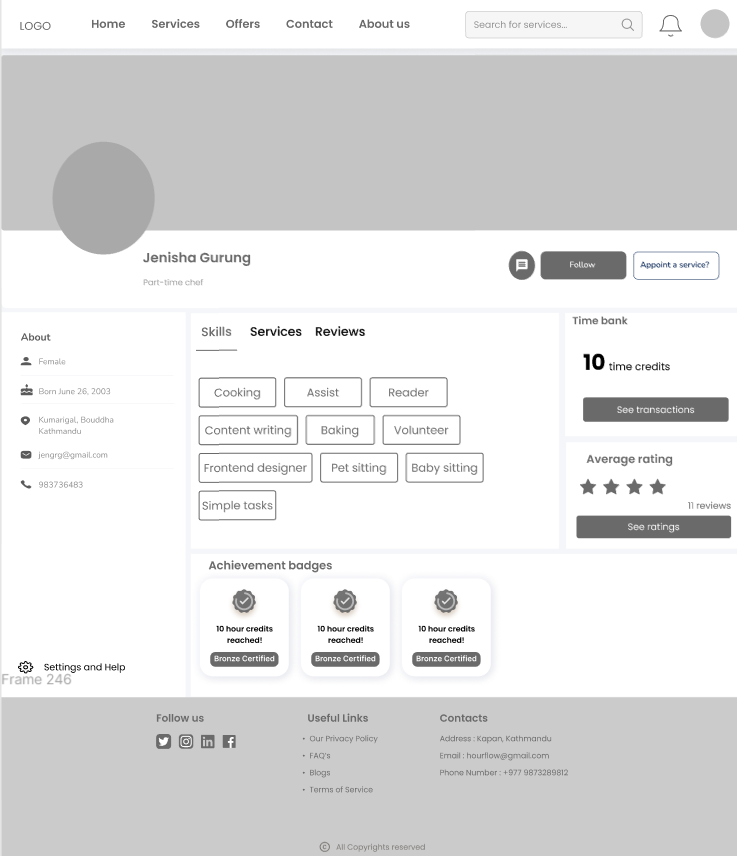 LOGO
Home Services Offers Contact About us
Search for services...
Jenisha Gurung
Part-time chef
Follow
Appoint a service?
About
Female
Born June 26, 2003
Kumarigal, Bouddha
Kathmandu
jengrg@gmail.com
983736483
Settings and Help
Frame 246
Skills Services Reviews
Cooking Assist Reader
Content writing Baking Volunteer
Frontend designer Pet sitting Baby sitting
Simple tasks
Time bank
10 time credits
See transactions
Average rating
11 reviews
See ratings
Achievement badges
10 hour credits
reached!
Bronze Certified
10 hour credits
reached!
Bronze Certified
10 hour credits
reached!
Bronze Certified
Follow us
Useful Links
• Our Privacy Policy
• FAQ's
• Blogs
• Terms of Service
Contacts
Address : Kapan, Kathmandu
Email : hourflow@gmail.com
Phone Number : +977 9873289812
© All Copyrights reserved